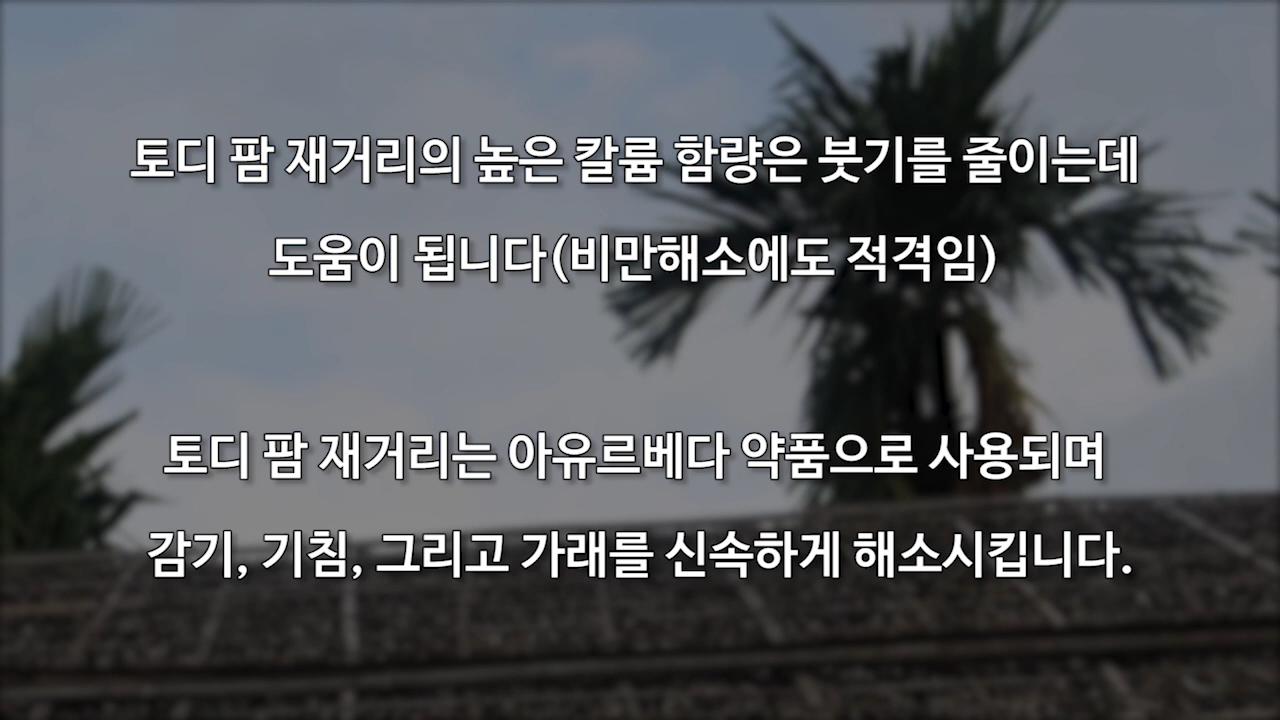 토디 팜 재거리의 높은 칼륨 함량은 붓기를 줄이는데
도움이 됩니다(비만해소에도 적격임)
토디 팜 재거리는 아유르베다 약품으로 사용되며
감기, 기침, 그리고 가래를 신속하게 해소시킵니다.